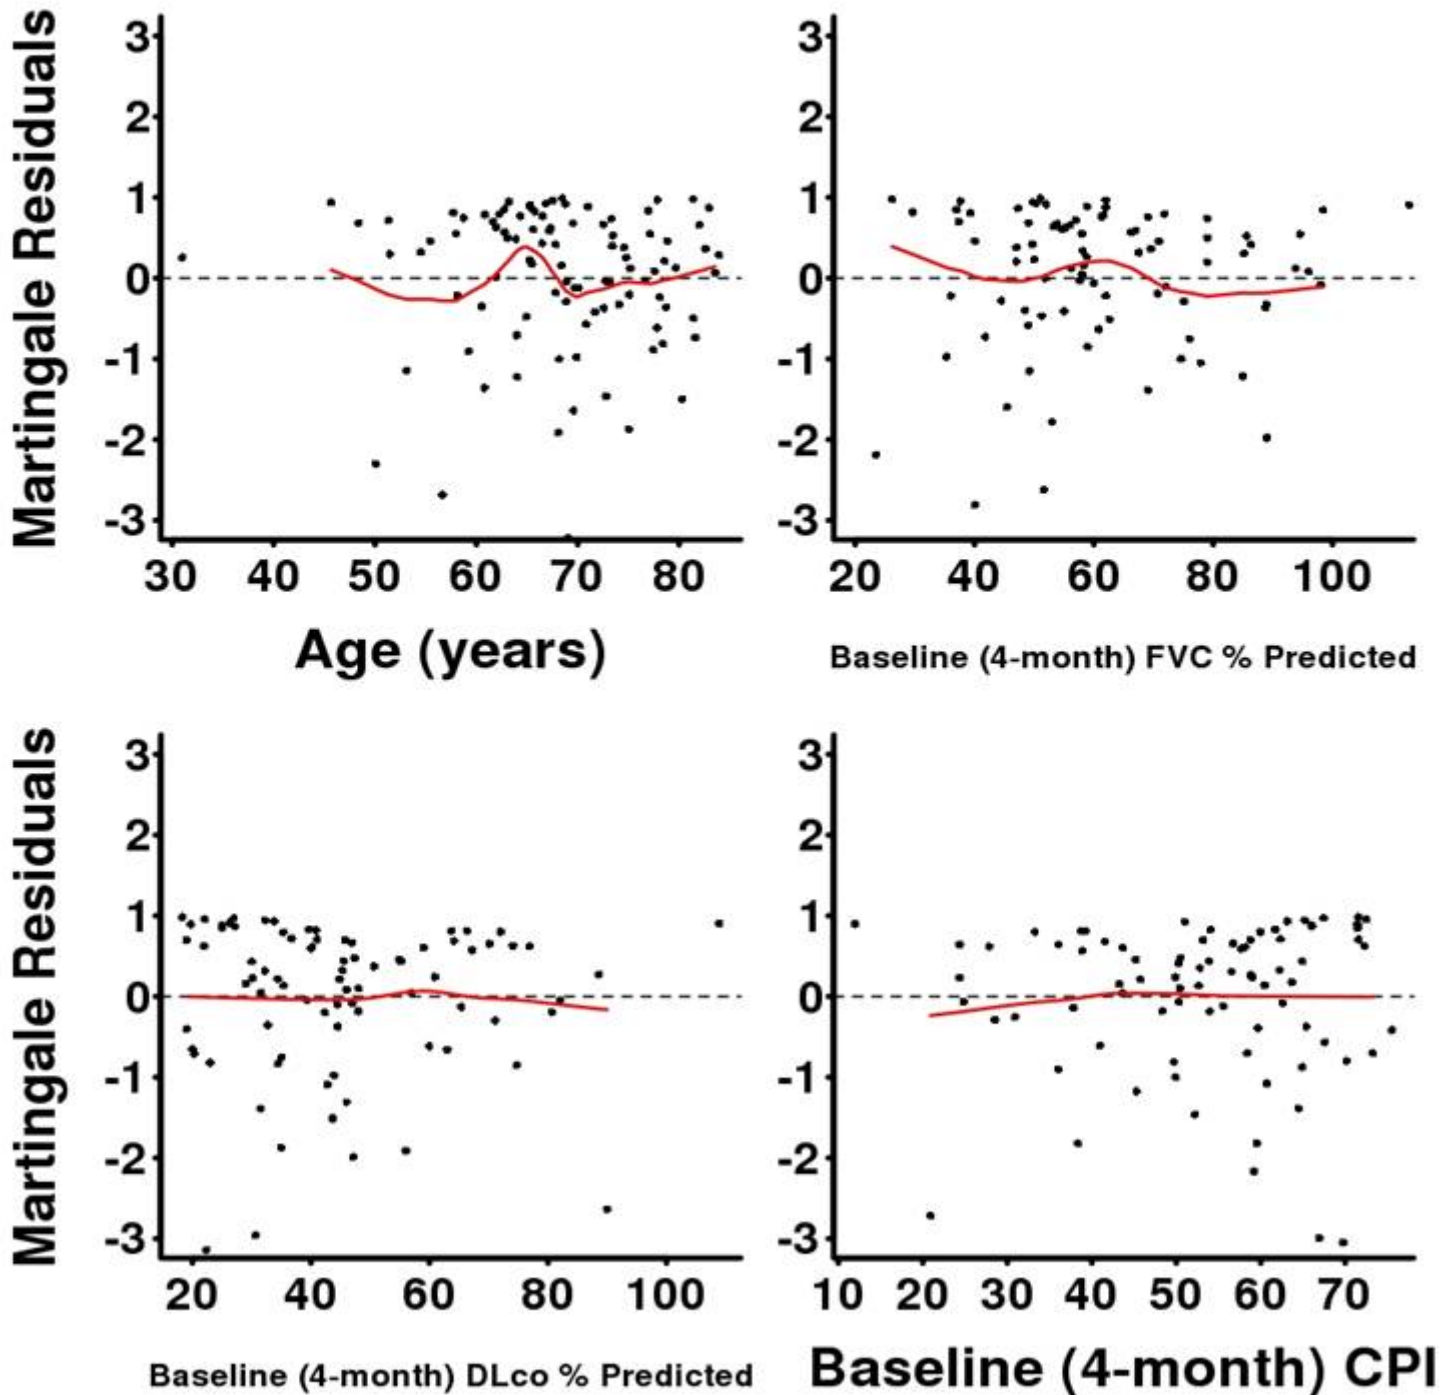 Martingale Residuals
3
2
1
0
-1
-2
-3
30 40 50 60 70 80
Age (years)
3
2
1
0
-1
-2
-3
20 40 60 80 100
Baseline (4-month) FVC % Predicted
Martingale Residuals
3
2
1
0
-1
-2
-3
20 40 60 80 100
Baseline (4-month) DLco % Predicted
3
2
1
0
-1
-2
-3
10 20 30 40 50 60 70
Baseline (4-month) CPI